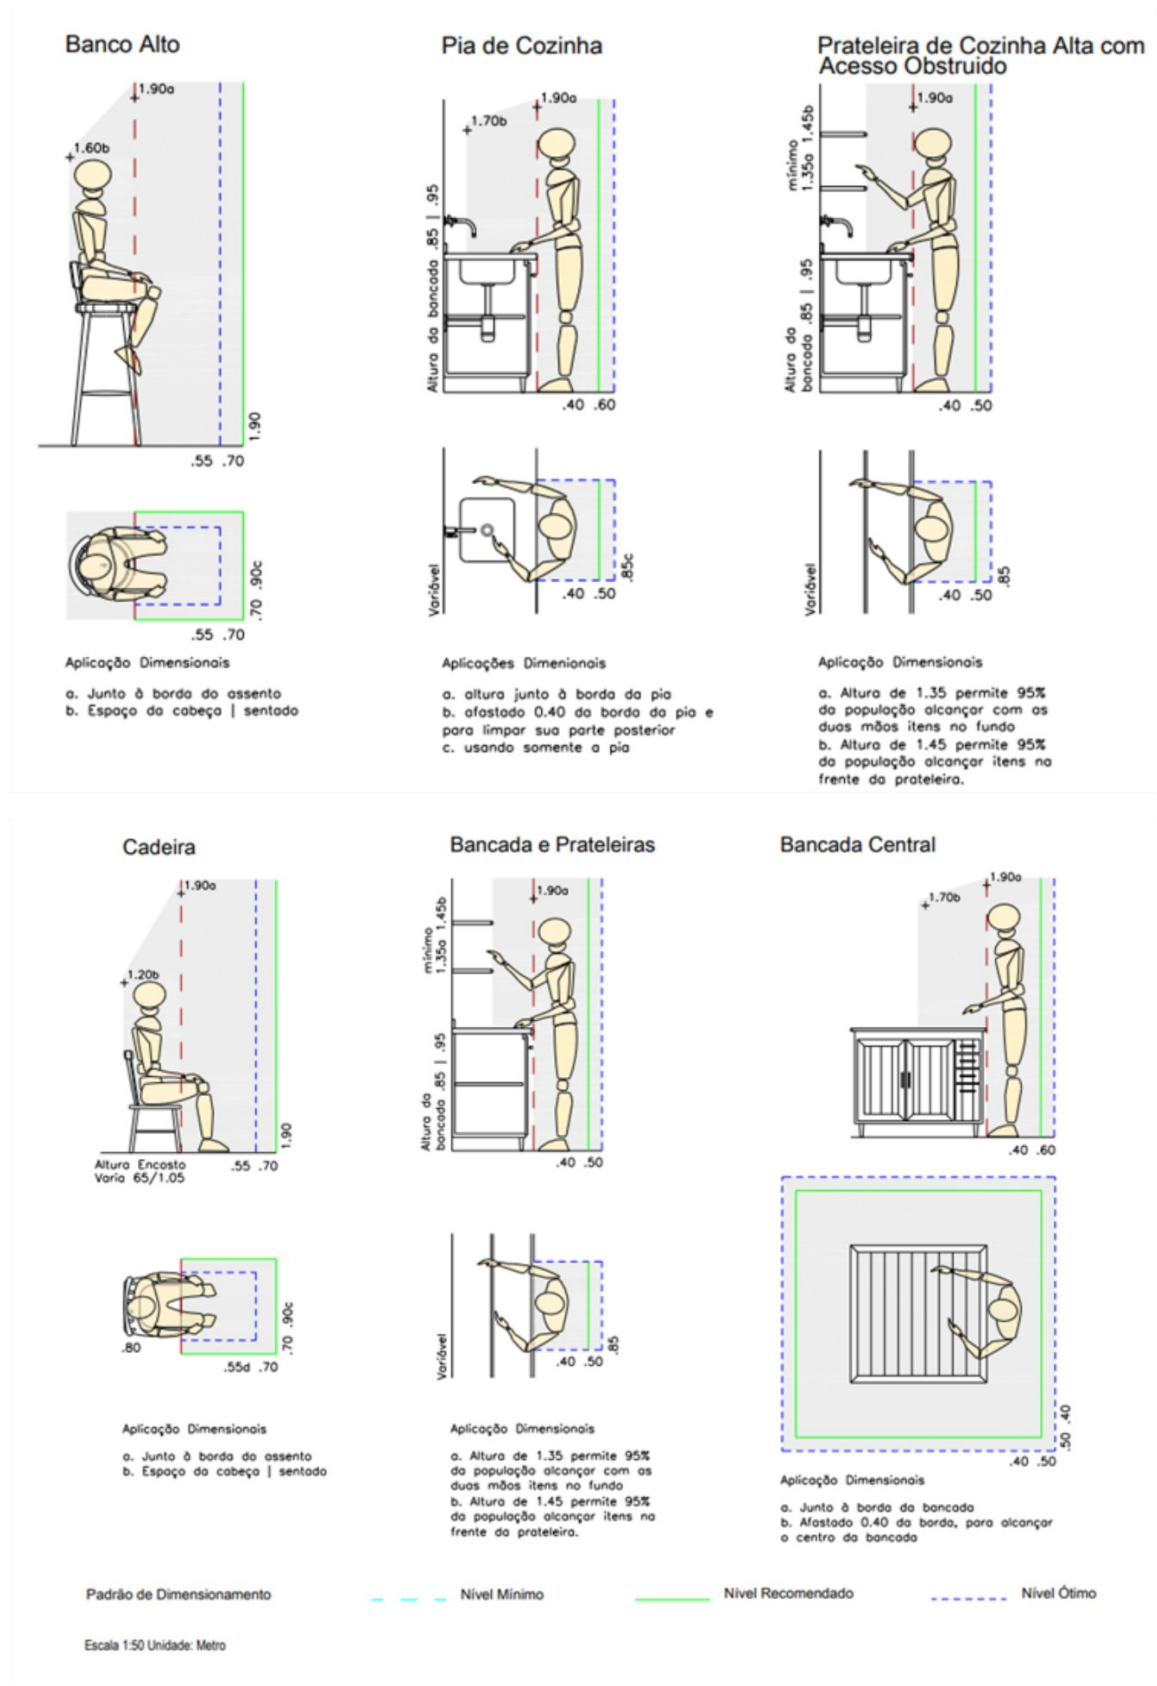 Banco Alto
1.90a
1.60b
1.90
.55 .70
.70 .90c
.55 .70
Aplicação Dimensionais
a. Junto à borda do assento
b. Espaço da cabeça | sentado
Pia de Cozinha
1.90a
1.70b
Altura da bancada .85 | .95
.40 .60
Variável
.85c
.40 .50
Aplicações Dimenionais
a. altura junto à borda da pia
b. afastado 0.40 da borda da pia e
para limpar sua parte posterior
c. usando somente a pia
Prateleira de Cozinha Alta com
Acesso Obstruido
1.90a
mínimo
1.35a 1.45b
Altura da
bancada .85 | .95
.40 .50
Variável
.85
.40 .50
Aplicação Dimensionais
a. Altura de 1.35 permite 95%
da população alcançar com as
duas mãos itens no fundo
b. Altura de 1.45 permite 95%
da população alcançar itens na
frente da prateleira.
Cadeira
1.90a
1.20b
1.90
Altura Encosto
Varia 65/1.05
.55 .70
.70 .90c
.80
.55d .70
Aplicação Dimensionais
a. Junto à borda do assento
b. Espaço da cabeça | sentado
Bancada e Prateleiras
1.90a
mínimo
1.35a 1.45b
Altura da
bancada .85 | .95
.40 .50
Variável
.85
.40 .50
Aplicação Dimensionais
a. Altura de 1.35 permite 95%
da população alcançar com as
duas mãos itens no fundo
b. Altura de 1.45 permite 95%
da população alcançar itens na
frente da prateleira.
Bancada Central
1.90a
1.70b
.40 .60
.50 .40
.40 .50
Aplicação Dimensionais
a. Junto à borda da bancada
b. Afastado 0.40 da borda, para alcançar
o centro da bancada
Padrão de Dimensionamento
Nível Mínimo
Nível Recomendado
Nível Ótimo
Escala 1:50 Unidade: Metro